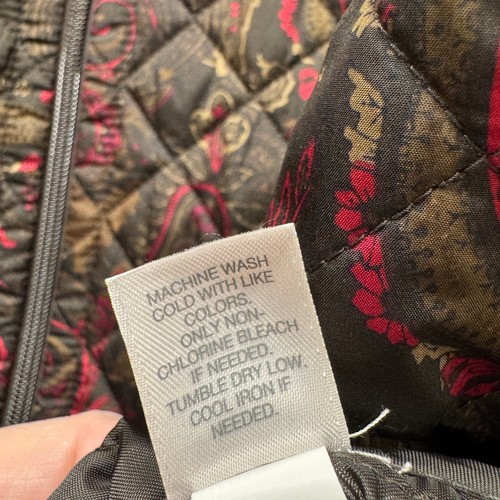 MACHINE WASH
COLD WITH LIKE
COLORS.
ONLY NON-
CHLORINE BLEACH
IF NEEDED.
TUMBLE DRY LOW.
COOL IRON IF
NEEDED.